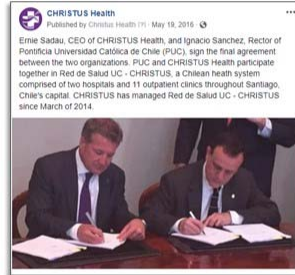 CHRISTUS Health
Published by Christus Health [?] · May 19, 2016 ·
Ernie Sadau, CEO of CHRISTUS Health, and Ignacio Sanchez, Rector of
Pontificia Universidad Católica de Chile (PUC), sign the final agreement
between the two organizations. PUC and CHRISTUS Health participate
together in Red de Salud UC - CHRISTUS, a Chilean heath system
comprised of two hospitals and 11 outpatient clinics throughout Santiago,
Chile's capital. CHRISTUS has managed Red de Salud UC - CHRISTUS
since March of 2014.